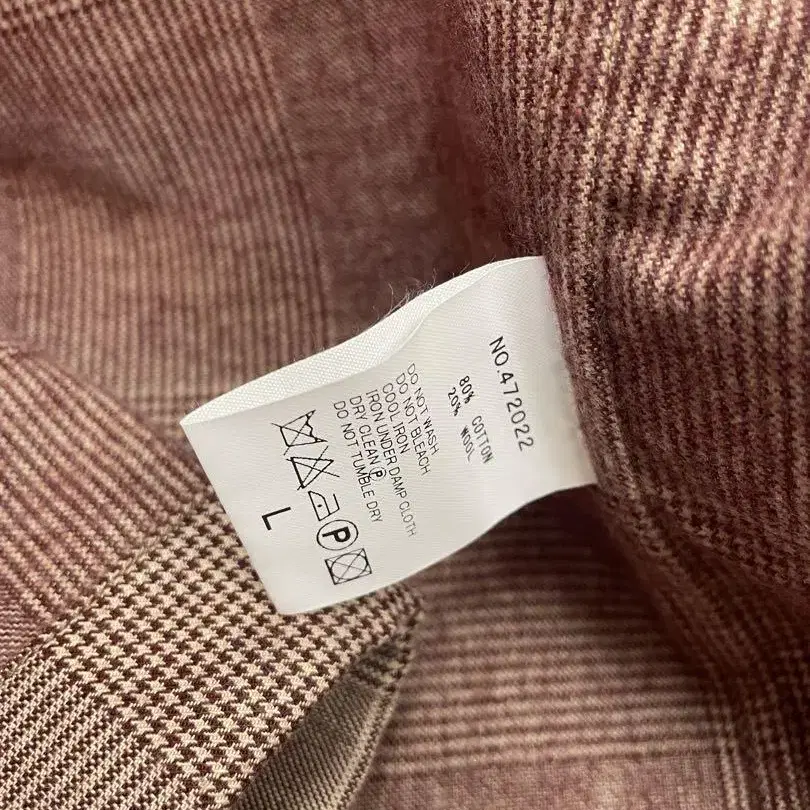 NO.472022
80% COTTON
20% WOOL
DO NOT WASH
DO NOT BLEACH
COOL IRON
IRON UNDER DAMP CLOTH
DRY CLEAN Ⓟ
DO NOT TUMBLE DRY
P
L